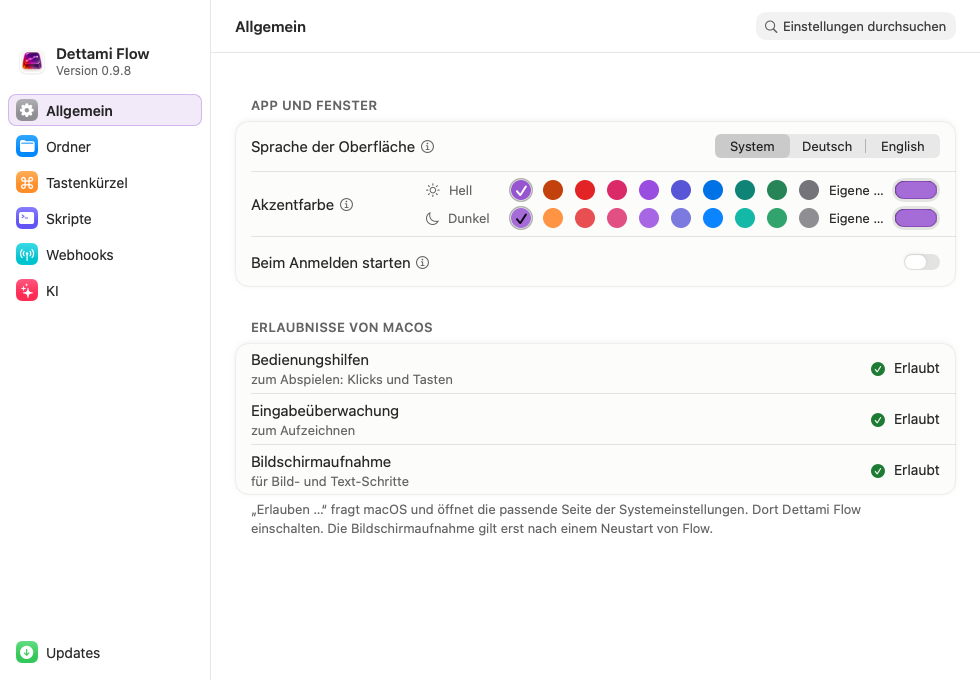 Dettami Flow
Version 0.9.8
Allgemein
Ordner
Tastenkürzel
Skripte
Webhooks
KI
Updates
Allgemein
Einstellungen durchsuchen
APP UND FENSTER
Sprache der Oberfläche
System Deutsch English
Akzentfarbe
Hell Eigene ...
Dunkel Eigene ...
Beim Anmelden starten
ERLAUBNISSE VON MACOS
Bedienungshilfen
zum Abspielen: Klicks und Tasten
Erlaubt
Eingabeüberwachung
zum Aufzeichnen
Erlaubt
Bildschirmaufnahme
für Bild- und Text-Schritte
Erlaubt
„Erlauben …“ fragt macOS und öffnet die passende Seite der Systemeinstellungen. Dort Dettami Flow
einschalten. Die Bildschirmaufnahme gilt erst nach einem Neustart von Flow.